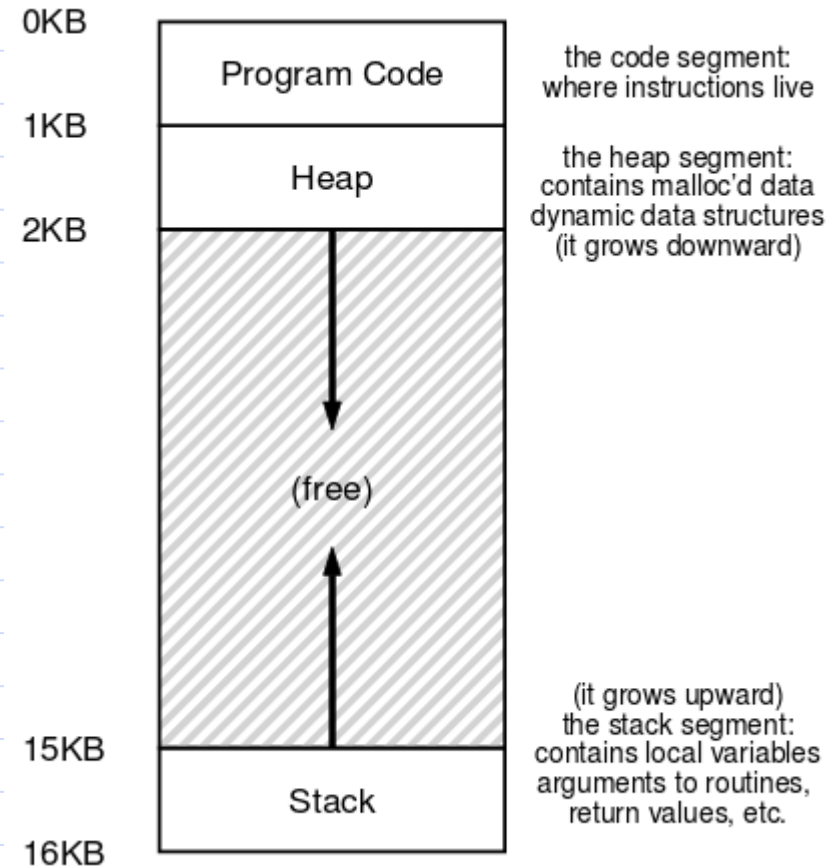 0KB
Program Code
the code segment:
where instructions live
1KB
Heap
the heap segment:
contains malloc'd data
dynamic data structures
(it grows downward)
2KB
(free)
(it grows upward)
the stack segment:
contains local variables
arguments to routines,
return values, etc.
15KB
Stack
16KB